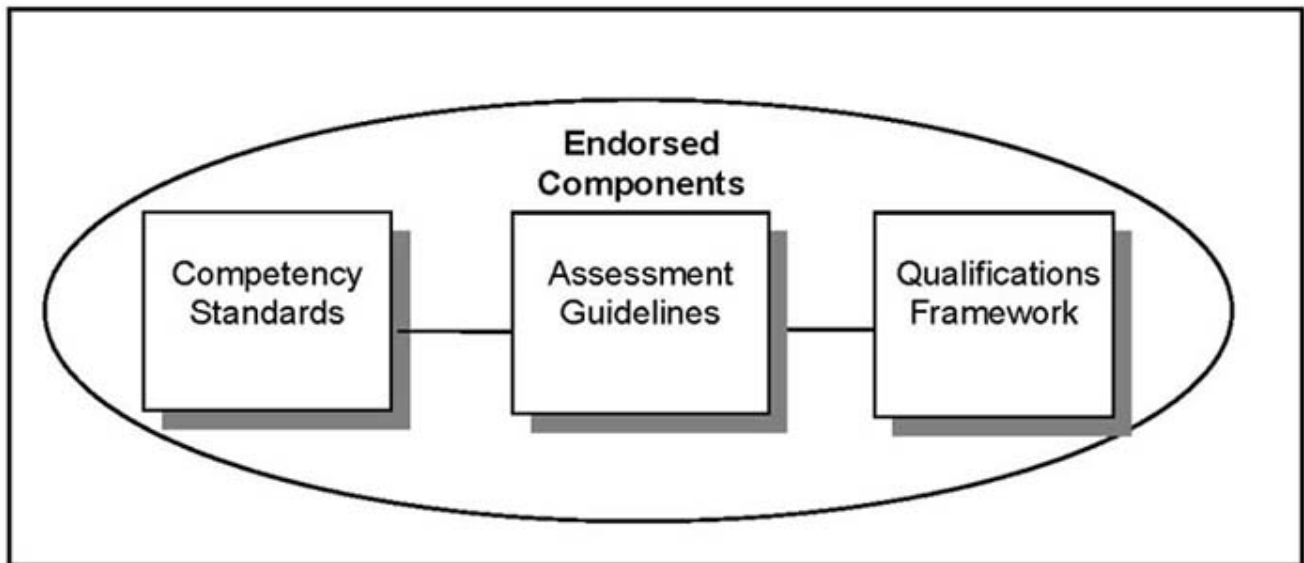 Endorsed
Components
Competency
Standards
Assessment
Guidelines
Qualifications
Framework